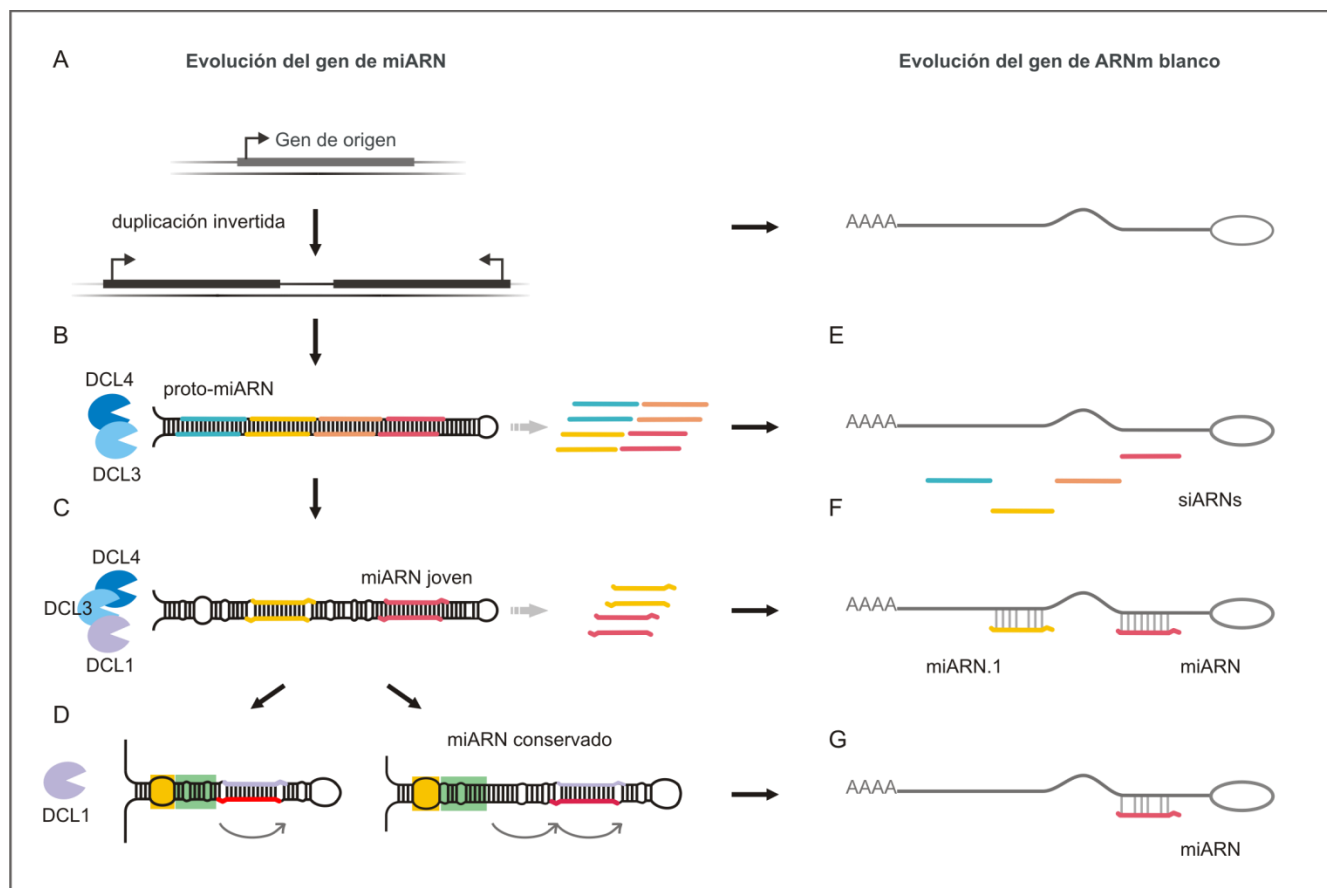 A
Evolución del gen de miARN
Evolución del gen de ARNm blanco
Gen de origen
duplicación invertida
AAAA
B
E
DCL4
proto-miARN
DCL3
AAAA
siARNs
C
F
DCL4
miARN joven
DCL3
DCL1
AAAA
miARN.1
miARN
D
G
miARN conservado
DCL1
AAAA
miARN